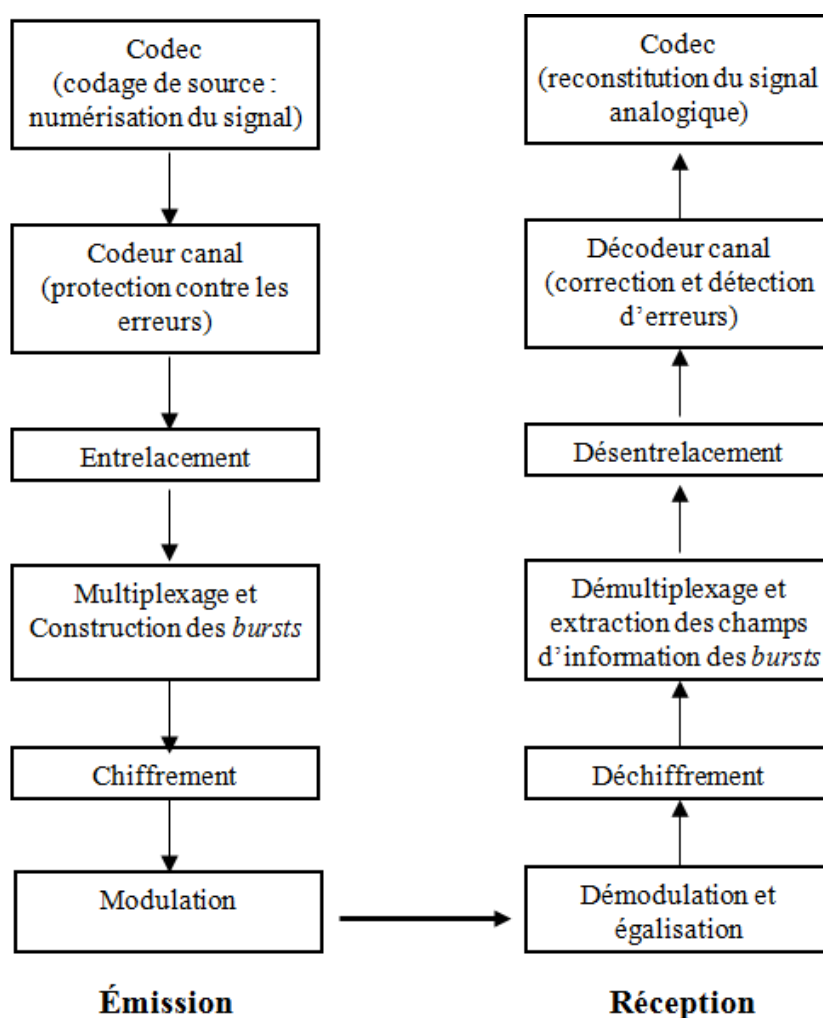 Codec
(codage de source :
numérisation du signal)
Codeur canal
(protection contre les
erreurs)
Entrelacement
Multiplexage et
Construction des bursts
Chiffrement
Modulation
Émission
Codec
(reconstitution du signal
analogique)
Décodeur canal
(correction et détection
d’erreurs)
Désentrelacement
Démultiplexage et
extraction des champs
d’information des bursts
Déchiffrement
Démodulation et
égalisation
Réception